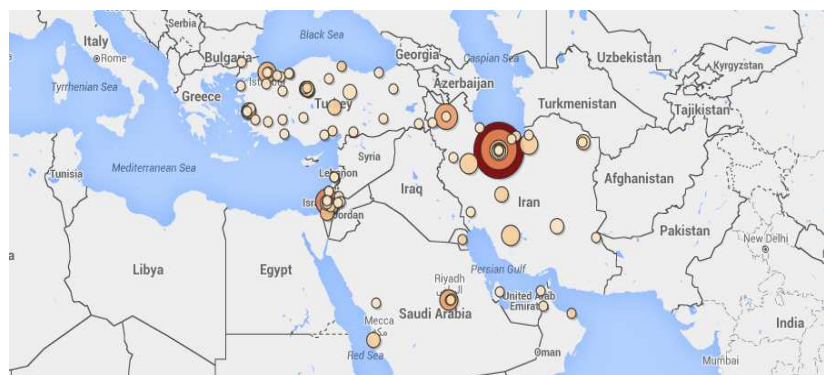 Serbia
Italy
Rome
Bulgaria
Black Sea
Georgia
Caspian Sea
Uzbekistan
Kyrgyzstan
Tyrrhenian Sea
Greece
Turkey
Azerbaijan
Turkmenistan
Tajikistan
Tunisia
Mediterranean Sea
Lebanon
Syria
Iraq
Iran
Afghanistan
Pakistan
Jordan
New Delhi
Libya
Egypt
Persian Gulf
Riyadh
United Arab
Emirates
Mecca
Saudi Arabia
India
Red Sea
Oman
Mumbai